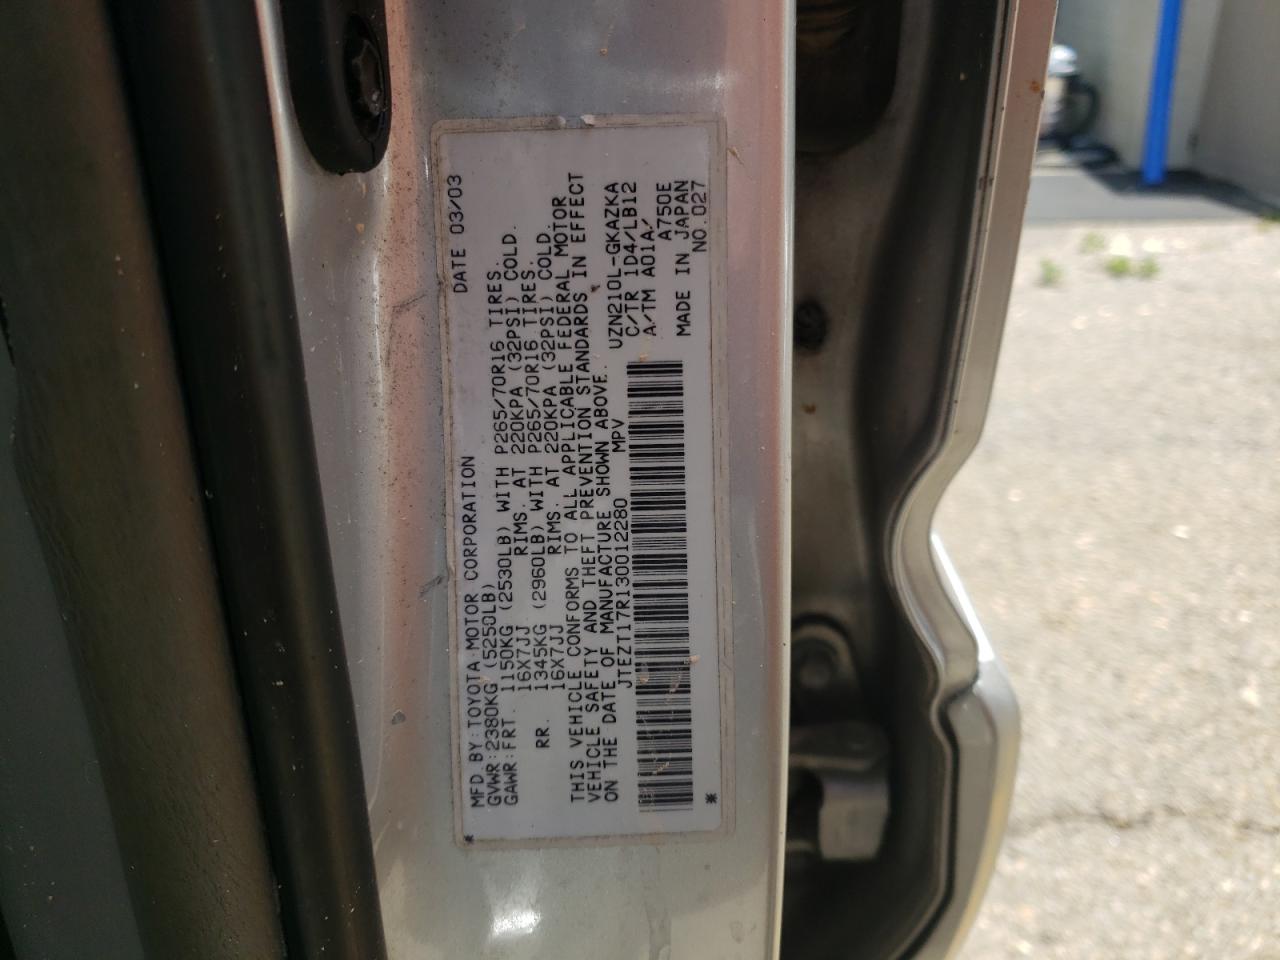 MFD BY: TOYOTA MOTOR CORPORATION DATE 03/03
GVWR: 2380KG (5250LB)
GAWR: FRT. 1150KG (2530LB) WITH P265/70R16 TIRES.
16X7JJ RIMS. AT 220KPA (32PSI) COLD.
RR. 1345KG (2960LB) WITH P265/70R16 TIRES.
16X7JJ RIMS. AT 220KPA (32PSI) COLD.
THIS VEHICLE CONFORMS TO ALL APPLICABLE FEDERAL MOTOR
VEHICLE SAFETY AND THEFT PREVENTION STANDARDS IN EFFECT
ON THE DATE OF MANUFACTURE SHOWN ABOVE.
JTEZT17R130012280 MPV UZN210L-GKAZKA
C/TR 1D4/LB12
A/TM A01A/ A750E
MADE IN JAPAN
NO.027